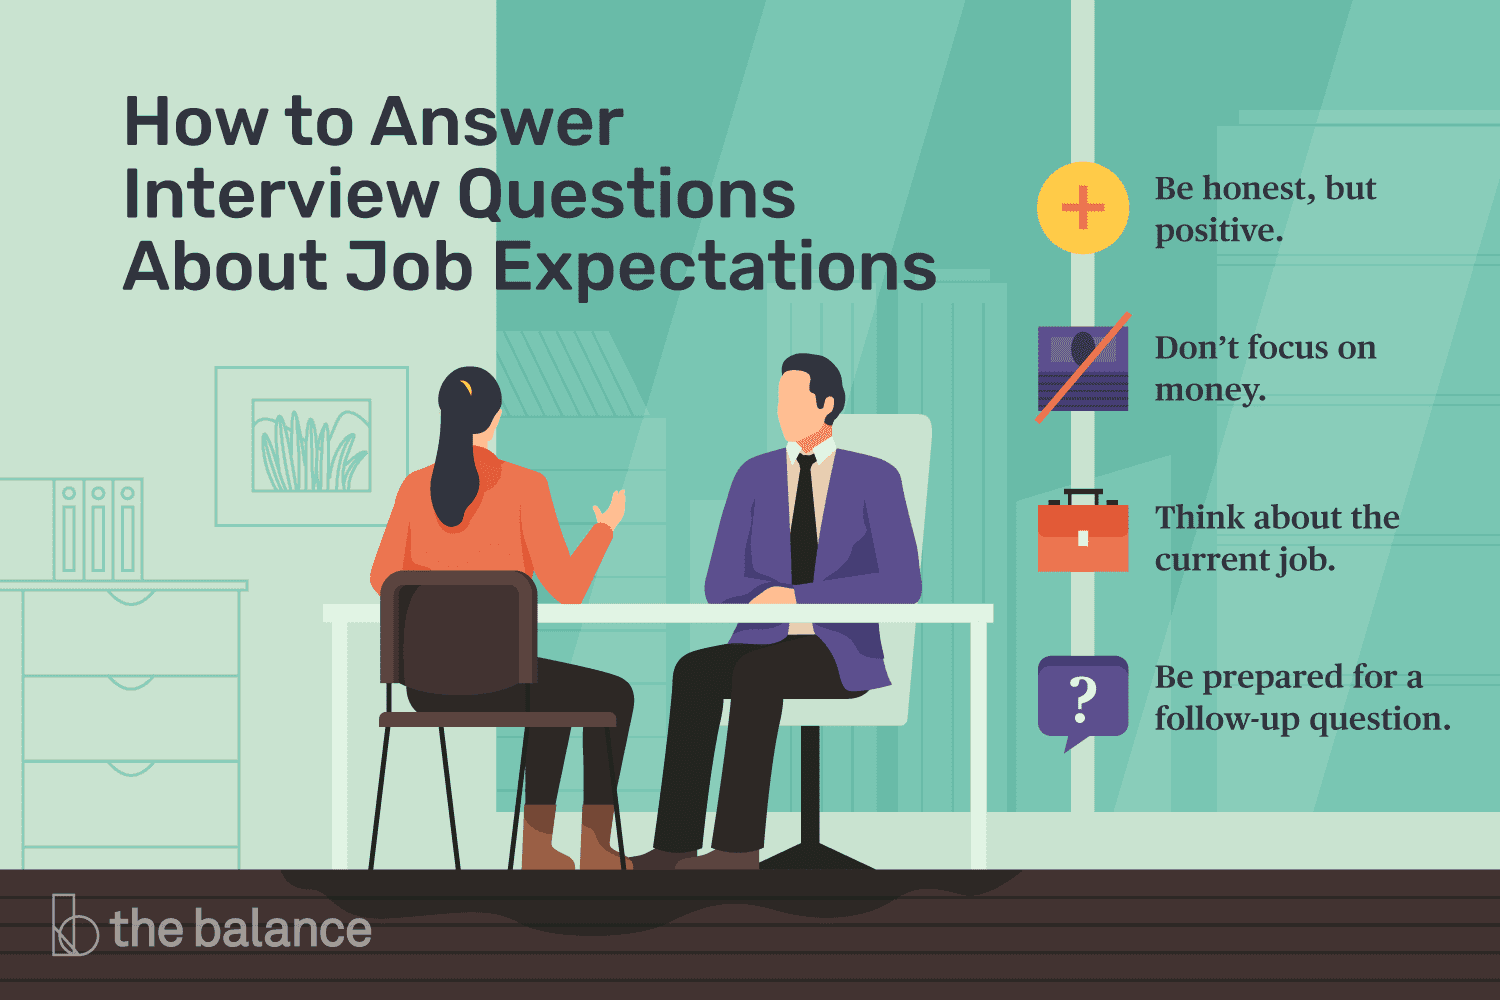 How to Answer
Interview Questions
About Job Expectations
Be honest, but
positive.
Don’t focus on
money.
Think about the
current job.
?
Be prepared for a
follow-up question.
the balance